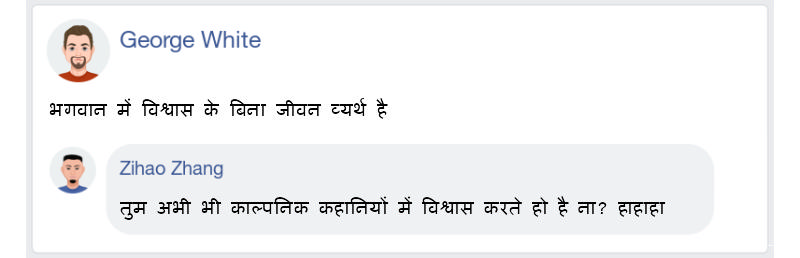 George White
भगवान में विश्वास के बिना जीवन व्यर्थ है
Zihao Zhang
तुम अभी भी काल्पनिक कहानियों में विश्वास करते हो है ना? हाहाहा